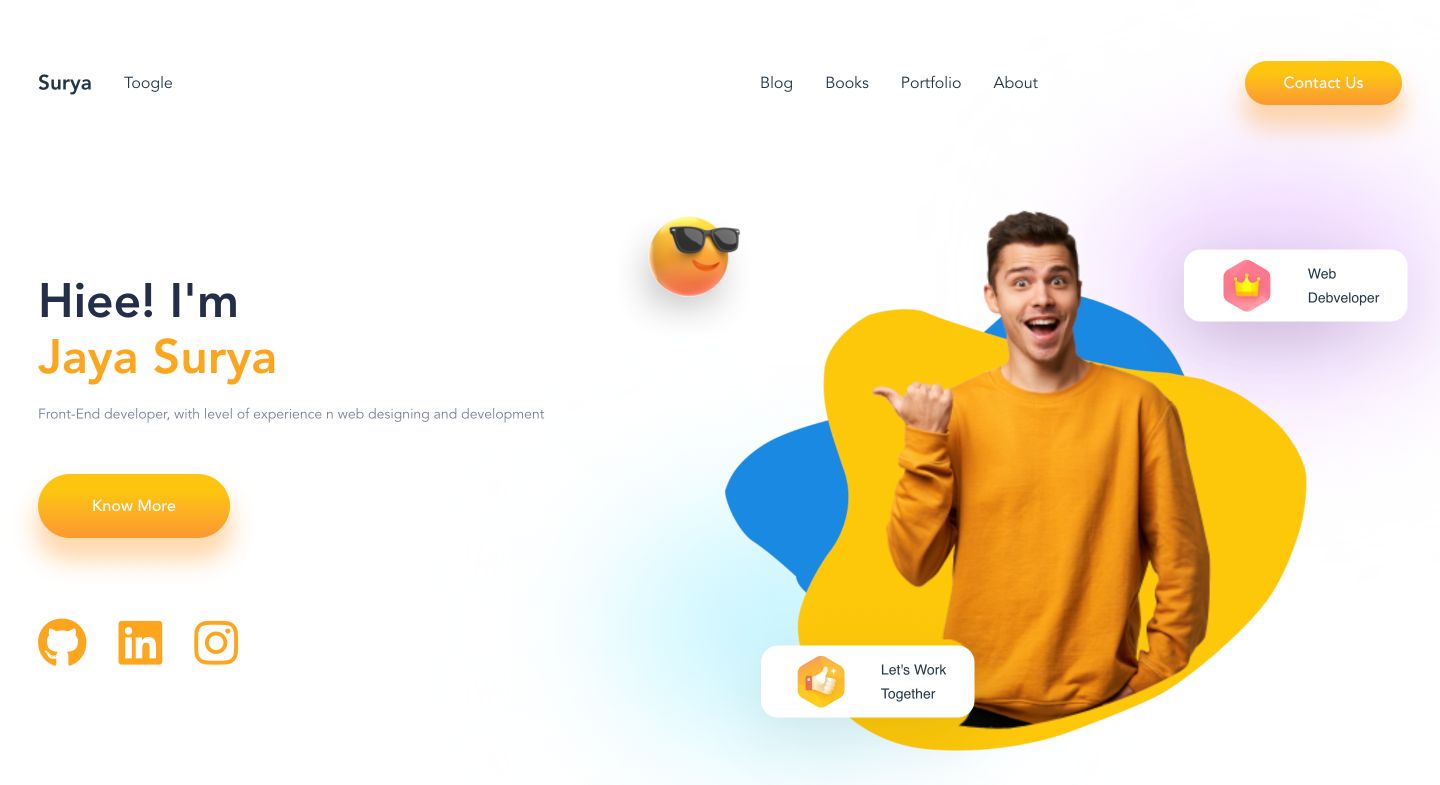 Surya
Toogle
Blog
Books
Portfolio
About
Contact Us
Web
Debveloper
Hiee! I'm
Jaya Surya
Front-End developer, with level of experience n web designing and development
Know More
in
Let's Work
Together